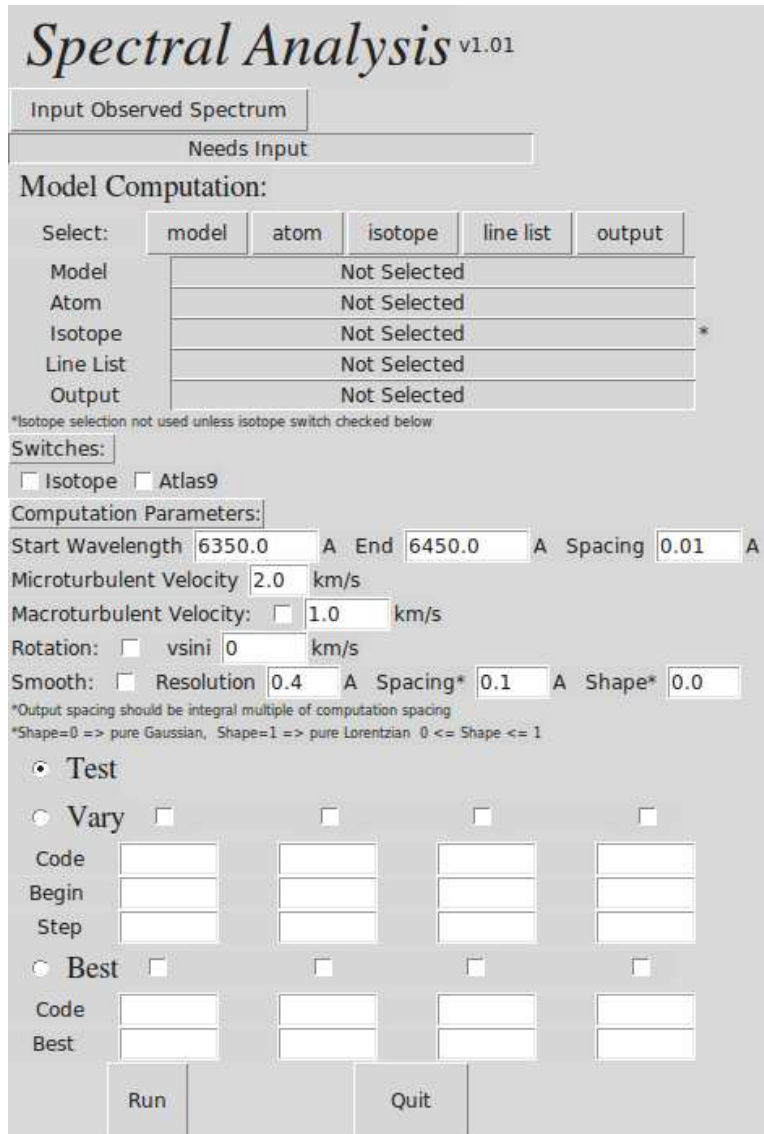 Spectral Analysis v1.01
Input Observed Spectrum
Needs Input
Model Computation:
Select: model atom isotope line list output
Model Not Selected
Atom Not Selected
Isotope Not Selected *
Line List Not Selected
Output Not Selected
*Isotope selection not used unless isotope switch checked below
Switches:
Isotope Atlas9
Computation Parameters:
Start Wavelength 6350.0 A End 6450.0 A Spacing 0.01 A
Microturbulent Velocity 2.0 km/s
Macroturbulent Velocity: 1.0 km/s
Rotation: vsini 0 km/s
Smooth: Resolution 0.4 A Spacing* 0.1 A Shape* 0.0
*Output spacing should be integral multiple of computation spacing
*Shape=0 => pure Gaussian, Shape=1 => pure Lorentzian 0 <= Shape <= 1
Test
Vary
Code
Begin
Step
Best
Code
Best
Run Quit